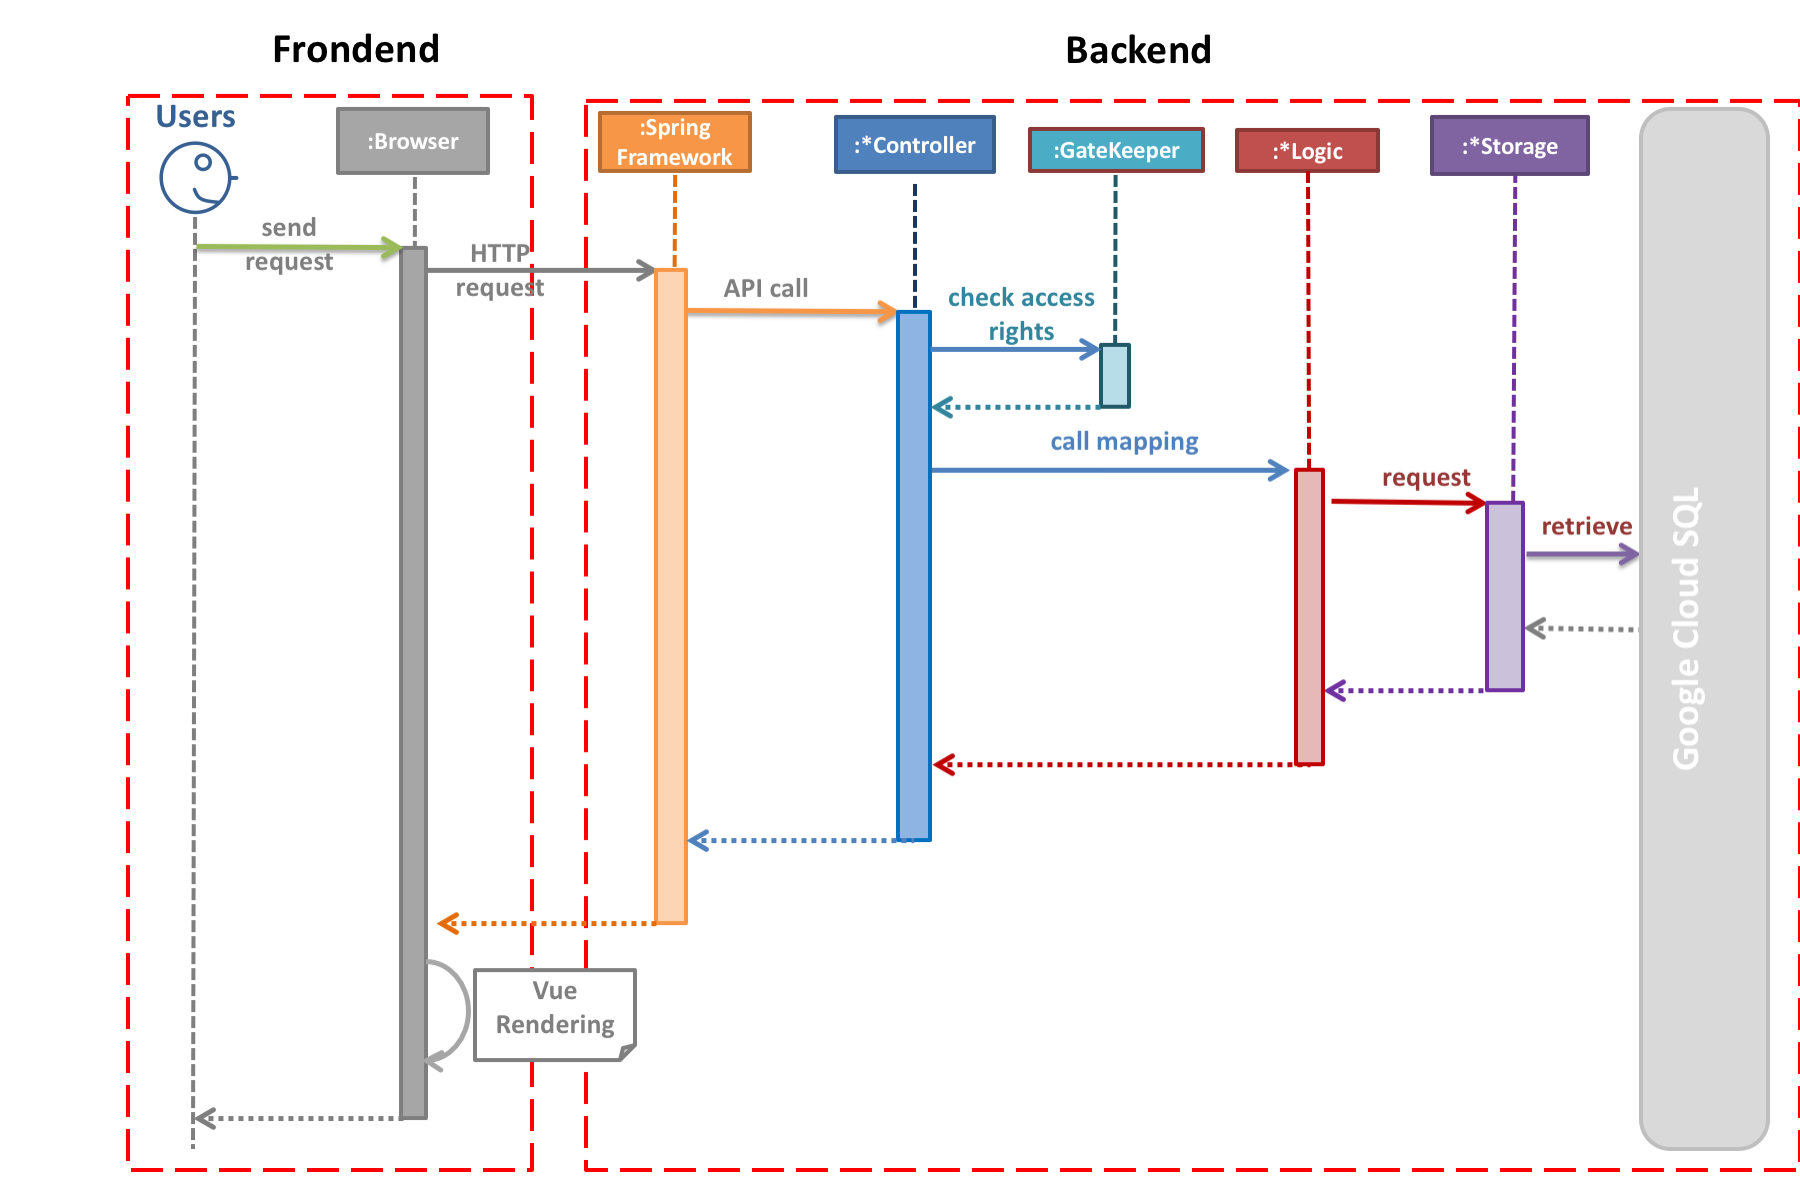 Frondend
Backend
Users
:Browser
:Spring
Framework
:*Controller
:GateKeeper
:*Logic
:*Storage
send
request
HTTP
request
API call
check access
rights
call mapping
request
retrieve
Google Cloud SQL
Vue
Rendering